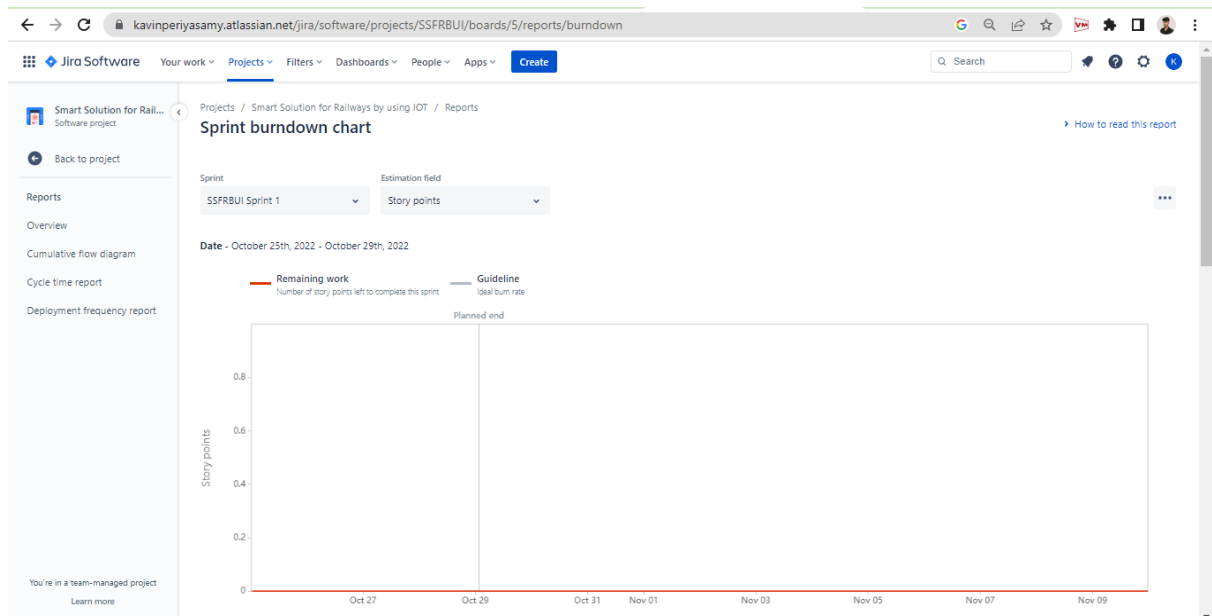 kavinperiyasamy.atlassian.net/jira/software/projects/SSFRBUI/boards/5/reports/burndown
Jira Software Your work Projects Filters Dashboards People Apps Create Search K
Smart Solution for Rail...
Software project
Back to project
Reports
Overview
Cumulative flow diagram
Cycle time report
Deployment frequency report
You're in a team-managed project
Learn more
Projects / Smart Solution for Railways by using IOT / Reports
Sprint burndown chart
How to read this report
Sprint Estimation field
SSFRBUI Sprint 1 Story points
Date - October 25th, 2022 - October 29th, 2022
Remaining work
Number of story points left to complete this sprint
Guideline
Ideal burn rate
Planned end
Story points
0.8
0.6
0.4
0.2
0
Oct 27 Oct 29 Oct 31 Nov 01 Nov 03 Nov 05 Nov 07 Nov 09